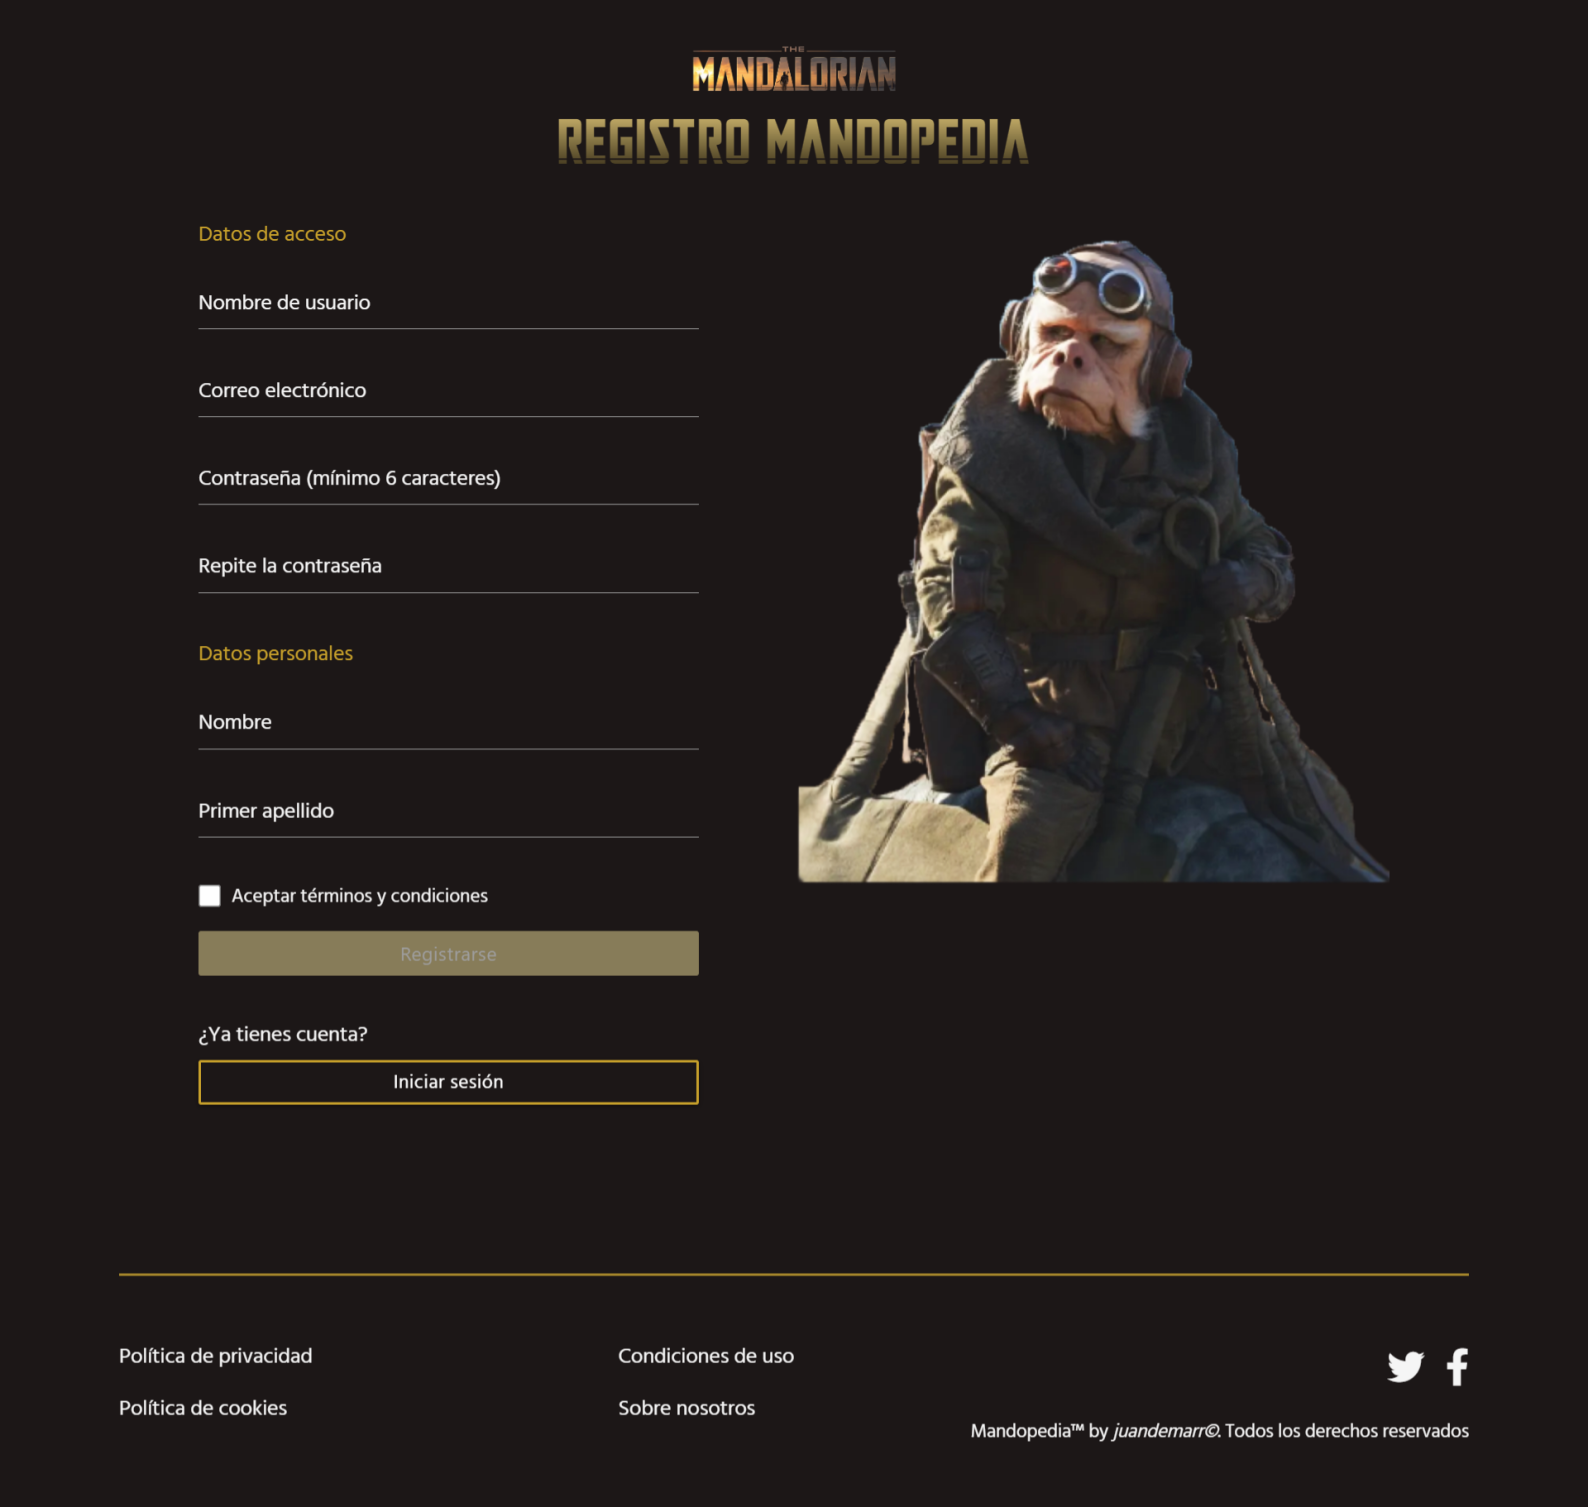 THE
MANDALORIAN
REGISTRO MANDOPEDIA
Datos de acceso
Nombre de usuario
Correo electrónico
Contraseña (mínimo 6 caracteres)
Repite la contraseña
Datos personales
Nombre
Primer apellido
Aceptar términos y condiciones
Registrarse
¿Ya tienes cuenta?
Iniciar sesión
Política de privacidad
Política de cookies
Condiciones de uso
Sobre nosotros
Mandopedia™ by juandemarr©. Todos los derechos reservados